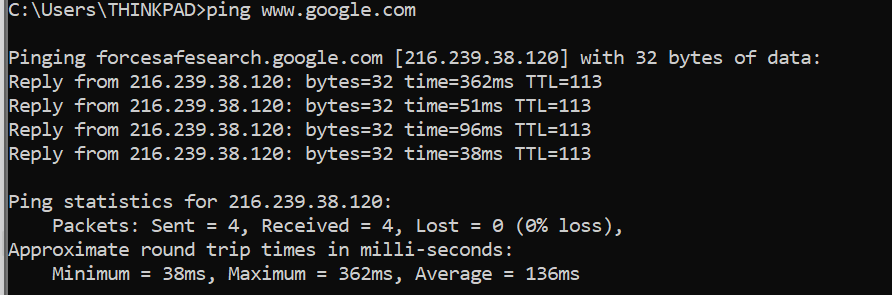 C:\Users\THINKPAD>ping www.google.com
Pinging forcesafesearch.google.com [216.239.38.120] with 32 bytes of data:
Reply from 216.239.38.120: bytes=32 time=362ms TTL=113
Reply from 216.239.38.120: bytes=32 time=51ms TTL=113
Reply from 216.239.38.120: bytes=32 time=96ms TTL=113
Reply from 216.239.38.120: bytes=32 time=38ms TTL=113
Ping statistics for 216.239.38.120:
    Packets: Sent = 4, Received = 4, Lost = 0 (0% loss),
Approximate round trip times in milli-seconds:
    Minimum = 38ms, Maximum = 362ms, Average = 136ms